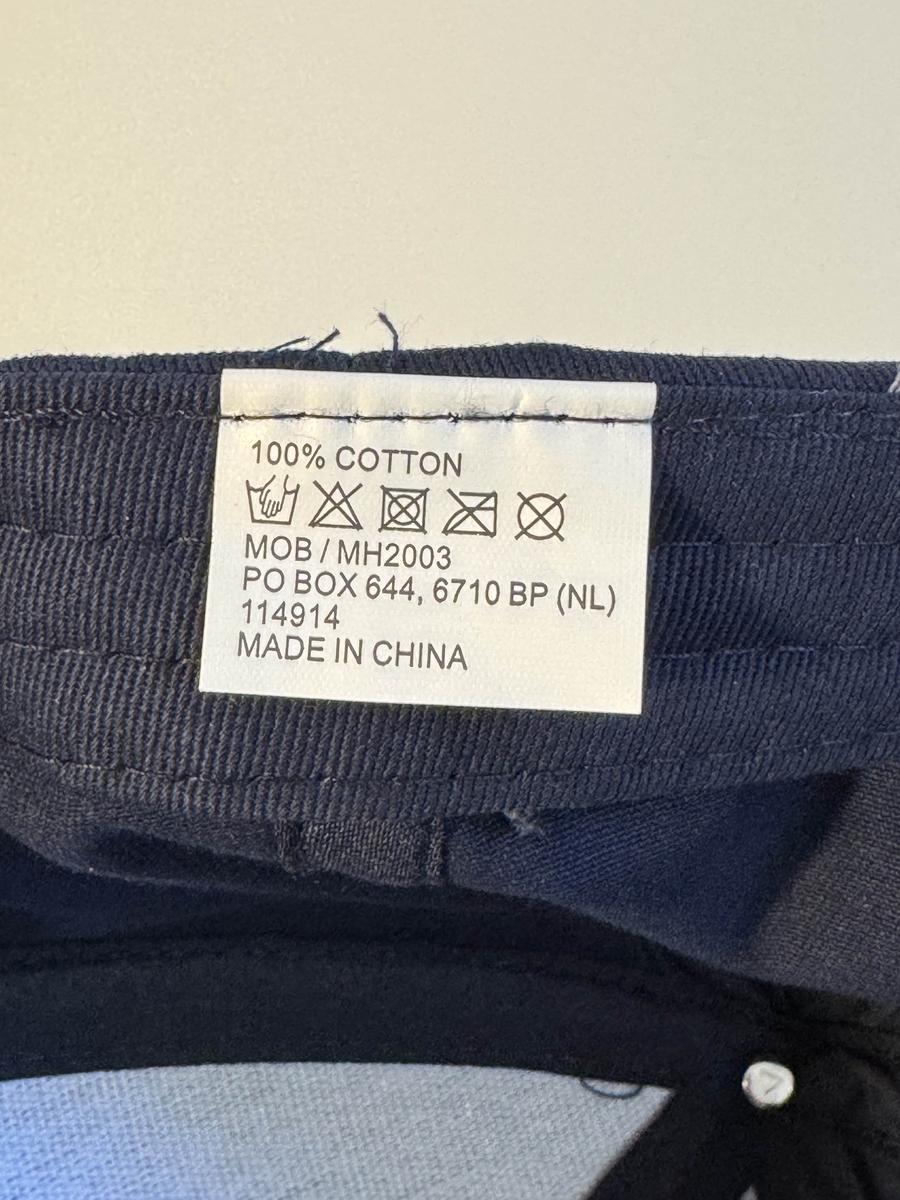 100% COTTON
MOB / MH2003
PO BOX 644, 6710 BP (NL)
114914
MADE IN CHINA